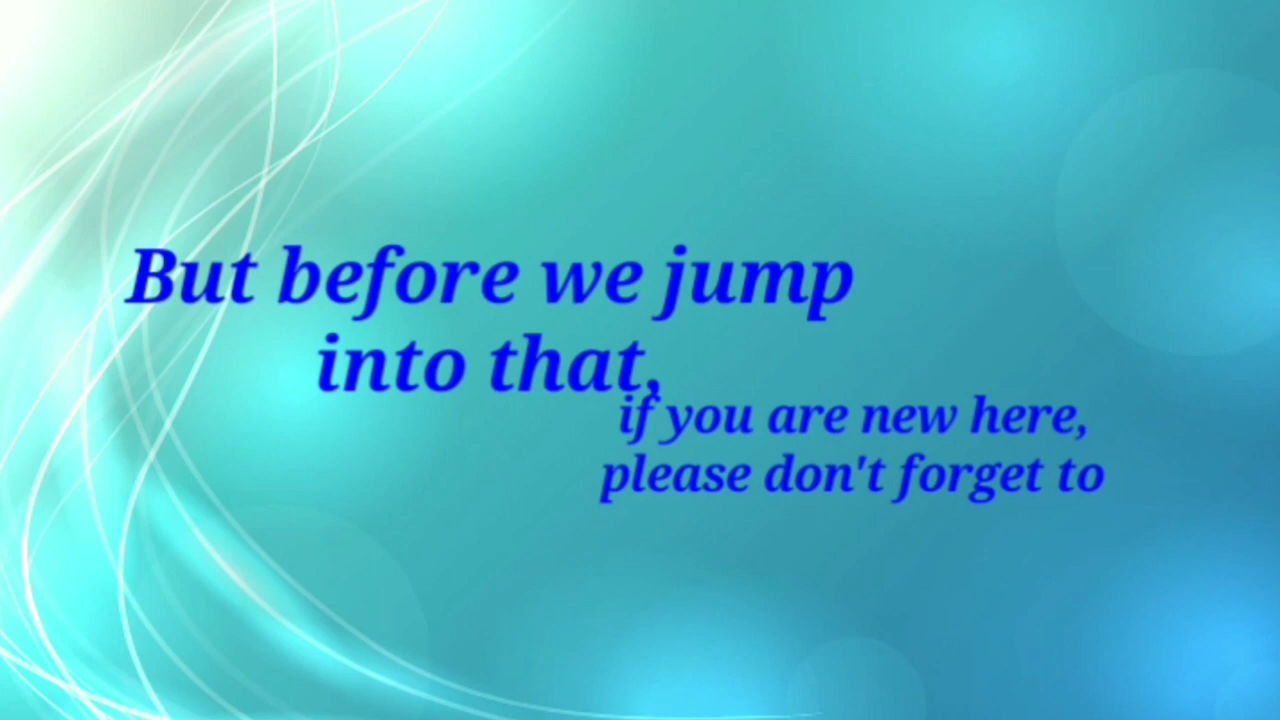 But before we jump
into that,
if you are new here,
please don't forget to